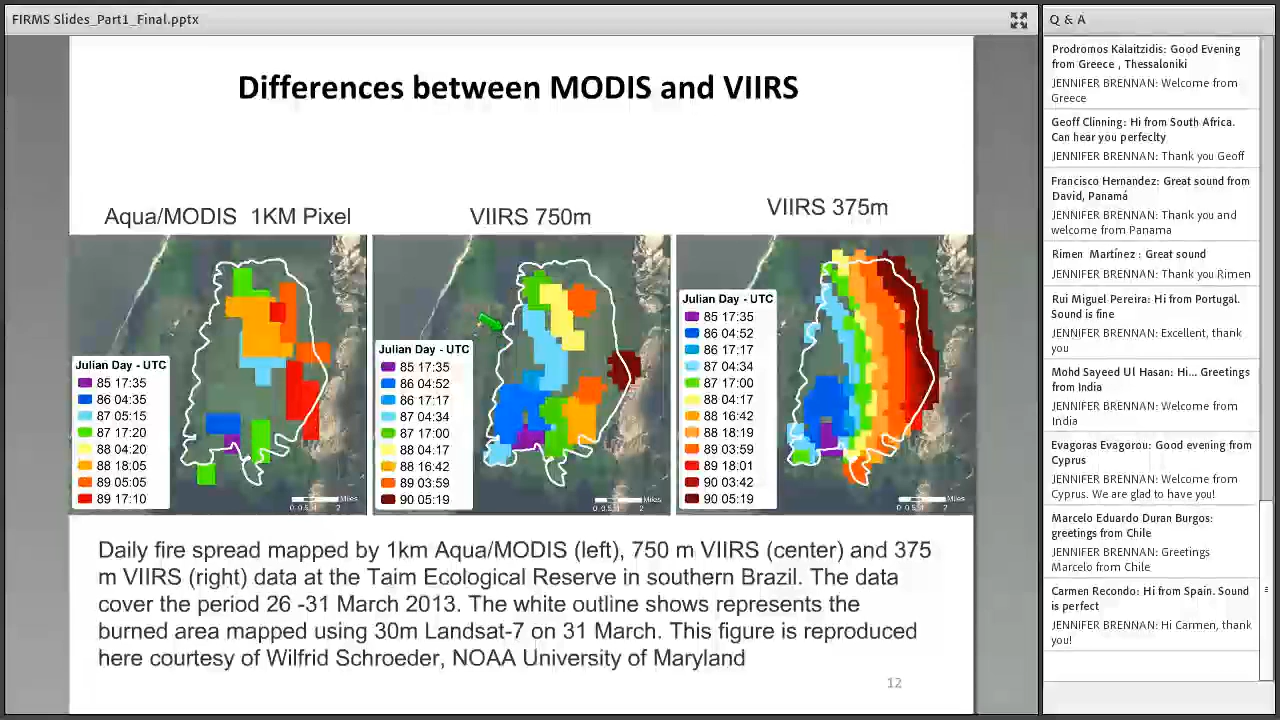 FIRMS Slides_Part1_Final.pptx
Differences between MODIS and VIIRS
Aqua/MODIS 1KM Pixel
VIIRS 750m
VIIRS 375m
Julian Day - UTC
85 17:35
86 04:35
87 05:15
87 17:20
88 04:20
88 18:05
89 05:05
89 17:10
Miles
Julian Day - UTC
85 17:35
86 04:52
86 17:17
87 04:34
87 17:00
88 04:17
88 16:42
89 03:59
90 05:19
Miles
Julian Day - UTC
85 17:35
86 04:52
86 17:17
87 04:34
87 17:00
88 04:17
88 16:42
88 18:19
89 03:59
89 18:01
90 03:42
90 05:19
Miles
Daily fire spread mapped by 1km Aqua/MODIS (left), 750 m VIIRS (center) and 375
m VIIRS (right) data at the Taim Ecological Reserve in southern Brazil. The data
cover the period 26 -31 March 2013. The white outline shows represents the
burned area mapped using 30m Landsat-7 on 31 March. This figure is reproduced
here courtesy of Wilfrid Schroeder, NOAA University of Maryland
12
Q & A
Prodromos Kalaitzidis: Good Evening
from Greece , Thessaloniki
JENNIFER BRENNAN: Welcome from
Greece
Geoff Clinning: Hi from South Africa.
Can hear you perfeclty
JENNIFER BRENNAN: Thank you Geoff
Francisco Hernandez: Great sound from
David, Panamá
JENNIFER BRENNAN: Thank you and
welcome from Panama
Rimen Martínez : Great sound
JENNIFER BRENNAN: Thank you Rimen
Rui Miguel Pereira: Hi from Portugal.
Sound is fine
JENNIFER BRENNAN: Excellent, thank
you
Mohd Sayeed Ul Hasan: Hi... Greetings
from India
JENNIFER BRENNAN: Welcome from
India
Evagoras Evagorou: Good evening from
Cyprus
JENNIFER BRENNAN: Welcome from
Cyprus. We are glad to have you!
Marcelo Eduardo Duran Burgos:
greetings from Chile
JENNIFER BRENNAN: Greetings
Marcelo from Chile
Carmen Recondo: Hi from Spain. Sound
is perfect
JENNIFER BRENNAN: Hi Carmen, thank
you!